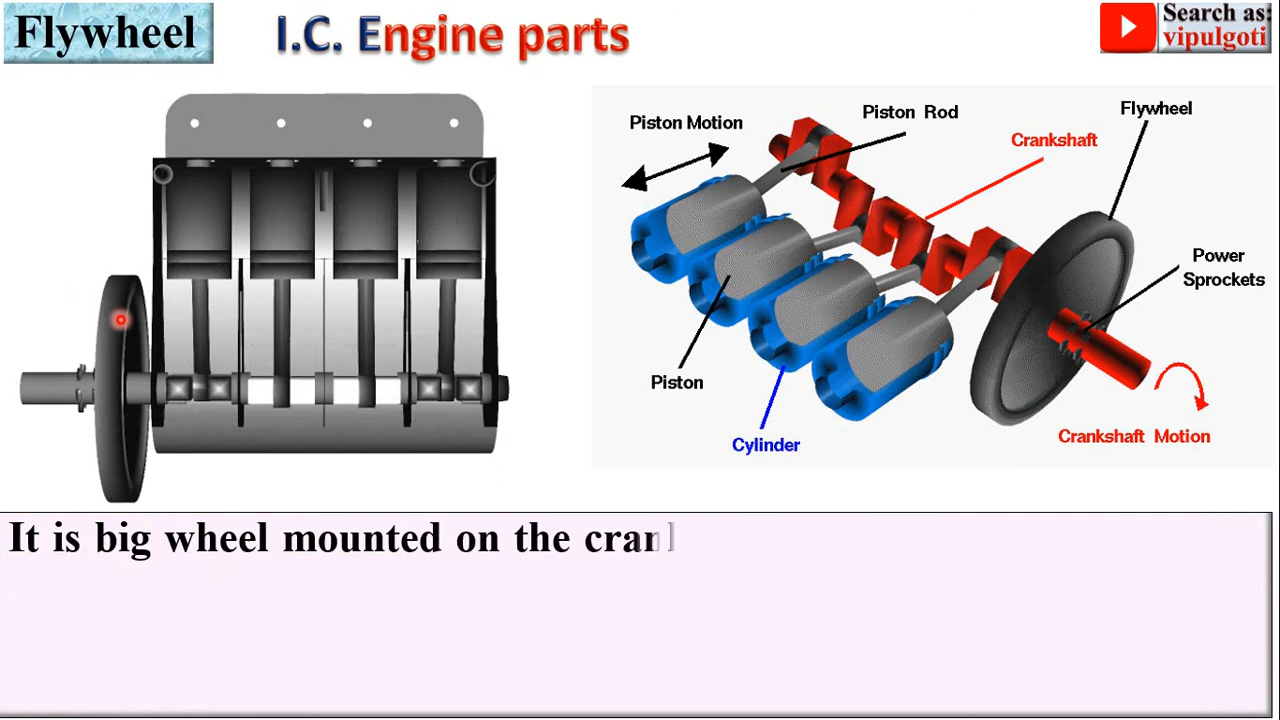 Flywheel
I.C. Engine parts
Search as:
vipulgoti
Piston Motion
Piston Rod
Crankshaft
Flywheel
Power
Sprockets
Piston
Cylinder
Crankshaft Motion
It is big wheel mounted on the